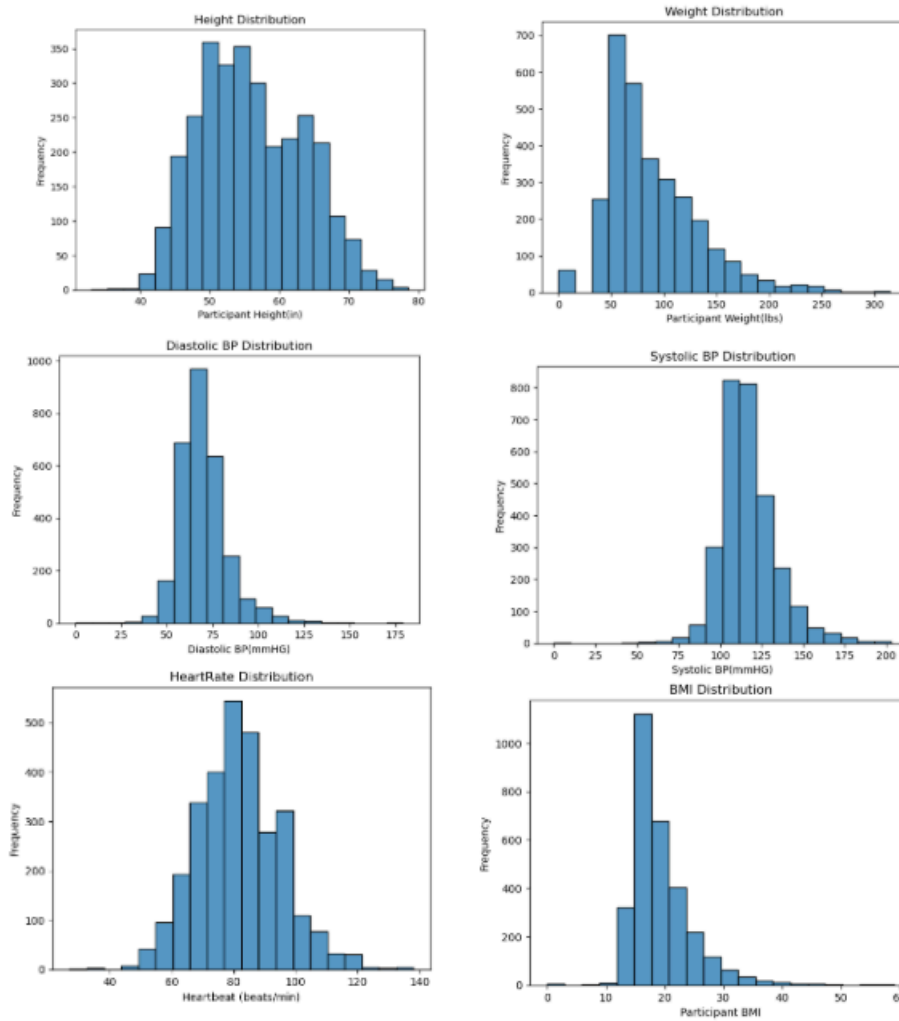 Height Distribution
350
300
250
200
150
100
50
0
Frequency
40 50 60 70 80
Participant Height(in)
Weight Distribution
700
600
500
400
300
200
100
0
Frequency
0 50 100 150 200 250 300
Participant Weight(lbs)
Diastolic BP Distribution
1000
800
600
400
200
0
Frequency
0 25 50 75 100 125 150 175
Diastolic BP(mmHG)
Systolic BP Distribution
800
700
600
500
400
300
200
100
0
Frequency
0 25 50 75 100 125 150 175 200
Systolic BP(mmHG)
HeartRate Distribution
500
400
300
200
100
0
Frequency
40 60 80 100 120 140
Heartbeat (beats/min)
BMI Distribution
1000
800
600
400
200
0
Frequency
0 10 20 30 40 50
Participant BMI